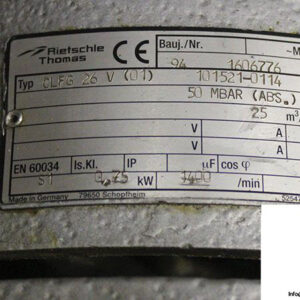 Rietschle Thomas CE Bauj./Nr. ~M
94 1606776
Typ CLFG 26 V (01) 101521-0114
50 MBAR (ABS.)
25 m³
V A
V A
EN 60034 Is.Kl. IP µF cos φ
S1 0,75 kW 1400 /min
Made in Germany 79650 Schopfheim